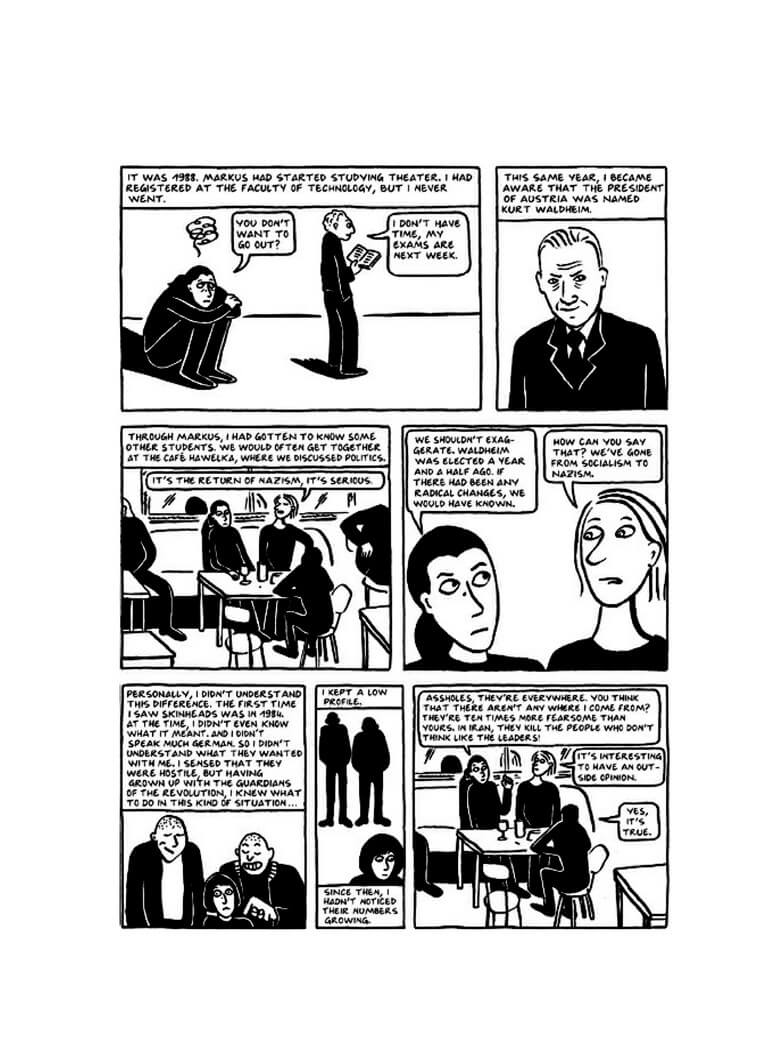 IT WAS 1988. MARKUS HAD STARTED STUDYING THEATER. I HAD
REGISTERED AT THE FACULTY OF TECHNOLOGY, BUT I NEVER
WENT.
YOU DON'T
WANT TO
GO OUT?
I DON'T HAVE
TIME, MY
EXAMS ARE
NEXT WEEK.
THIS SAME YEAR, I BECAME
AWARE THAT THE PRESIDENT
OF AUSTRIA WAS NAMED
KURT WALDHEIM.
THROUGH MARKUS, I HAD GOTTEN TO KNOW SOME
OTHER STUDENTS. WE WOULD OFTEN GET TOGETHER
AT THE CAFÉ HAWELKA, WHERE WE DISCUSSED POLITICS.
IT'S THE RETURN OF NAZISM, IT'S SERIOUS.
WE SHOULDN'T EXAG-
GERATE. WALDHEIM
WAS ELECTED A YEAR
AND A HALF AGO. IF
THERE HAD BEEN ANY
RADICAL CHANGES, WE
WOULD HAVE KNOWN.
HOW CAN YOU SAY
THAT? WE'VE GONE
FROM SOCIALISM TO
NAZISM.
PERSONALLY, I DIDN'T UNDERSTAND
THIS DIFFERENCE. THE FIRST TIME
I SAW SKINHEADS WAS IN 1984.
AT THE TIME, I DIDN'T EVEN KNOW
WHAT IT MEANT. AND I DIDN'T
SPEAK MUCH GERMAN. SO I DIDN'T
UNDERSTAND WHAT THEY WANTED
WITH ME. I SENSED THAT THEY
WERE HOSTILE, BUT HAVING
GROWN UP WITH THE GUARDIANS
OF THE REVOLUTION, I KNEW WHAT
TO DO IN THIS KIND OF SITUATION...
I KEPT A LOW
PROFILE.
SINCE THEN, I
HADN'T NOTICED
THEIR NUMBERS
GROWING.
ASSHOLES, THEY'RE EVERYWHERE. YOU THINK
THAT THERE AREN'T ANY WHERE I COME FROM?
THEY'RE TEN TIMES MORE FEARSOME THAN
YOURS. IN IRAN, THEY KILL THE PEOPLE WHO DON'T
THINK LIKE THE LEADERS!
IT'S INTERESTING
TO HAVE AN OUT-
SIDE OPINION.
YES,
IT'S
TRUE.